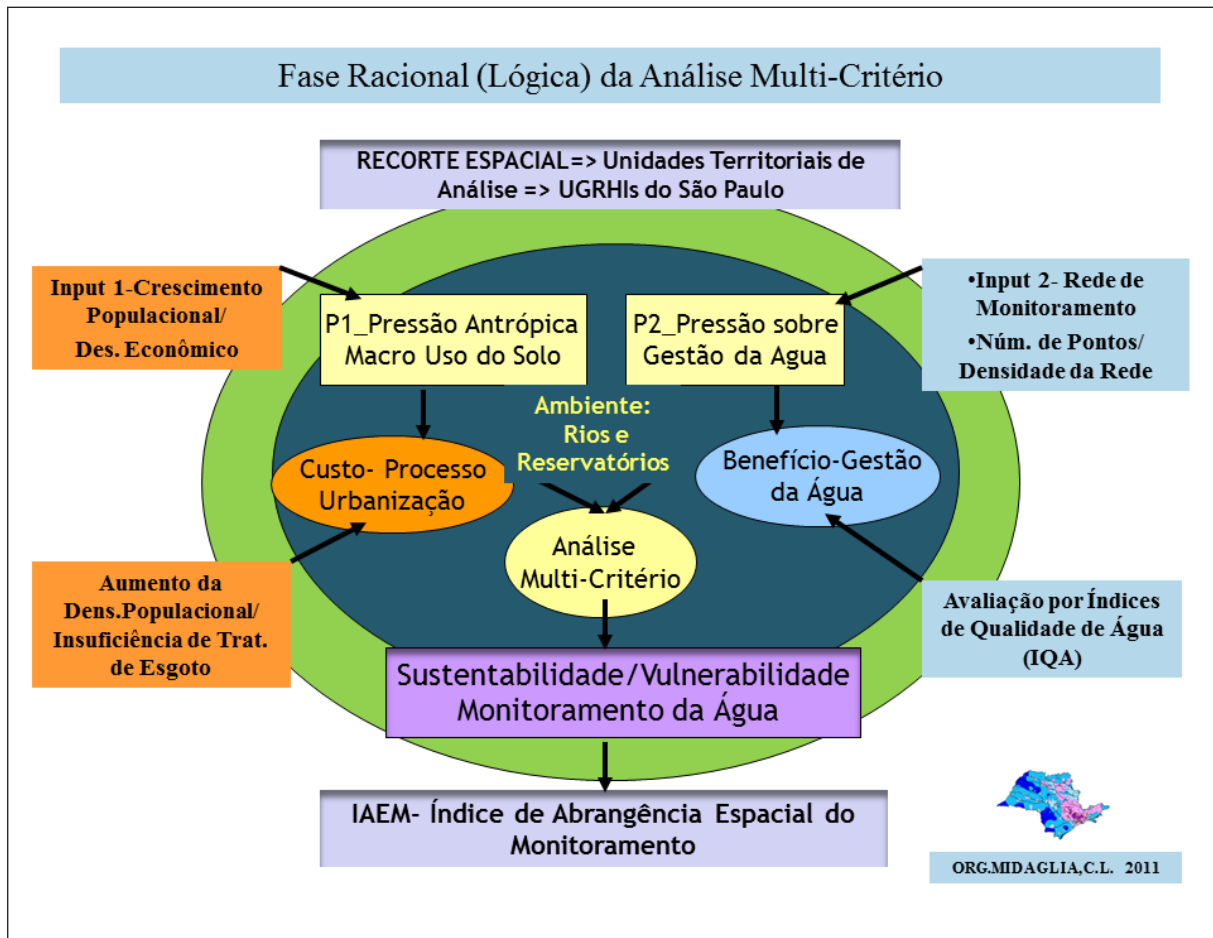 Fase Racional (Lógica) da Análise Multi-Critério
RECORTE ESPACIAL=> Unidades Territoriais de
Análise => UGRHIs do São Paulo
Input 1-Crescimento
Populacional/
Des. Econômico
P1_Pressão Antrópica
Macro Uso do Solo
P2_Pressão sobre
Gestão da Agua
•Input 2- Rede de
Monitoramento
•Núm. de Pontos/
Densidade da Rede
Ambiente:
Rios e
Reservatórios
Custo- Processo
Urbanização
Benefício-Gestão
da Água
Análise
Multi-Critério
Aumento da
Dens.Populacional/
Insuficiência de Trat.
de Esgoto
Avaliação por Índices
de Qualidade de Água
(IQA)
Sustentabilidade/Vulnerabilidade
Monitoramento da Água
IAEM- Índice de Abrangência Espacial do
Monitoramento
ORG.MIDAGLIA,C.L. 2011